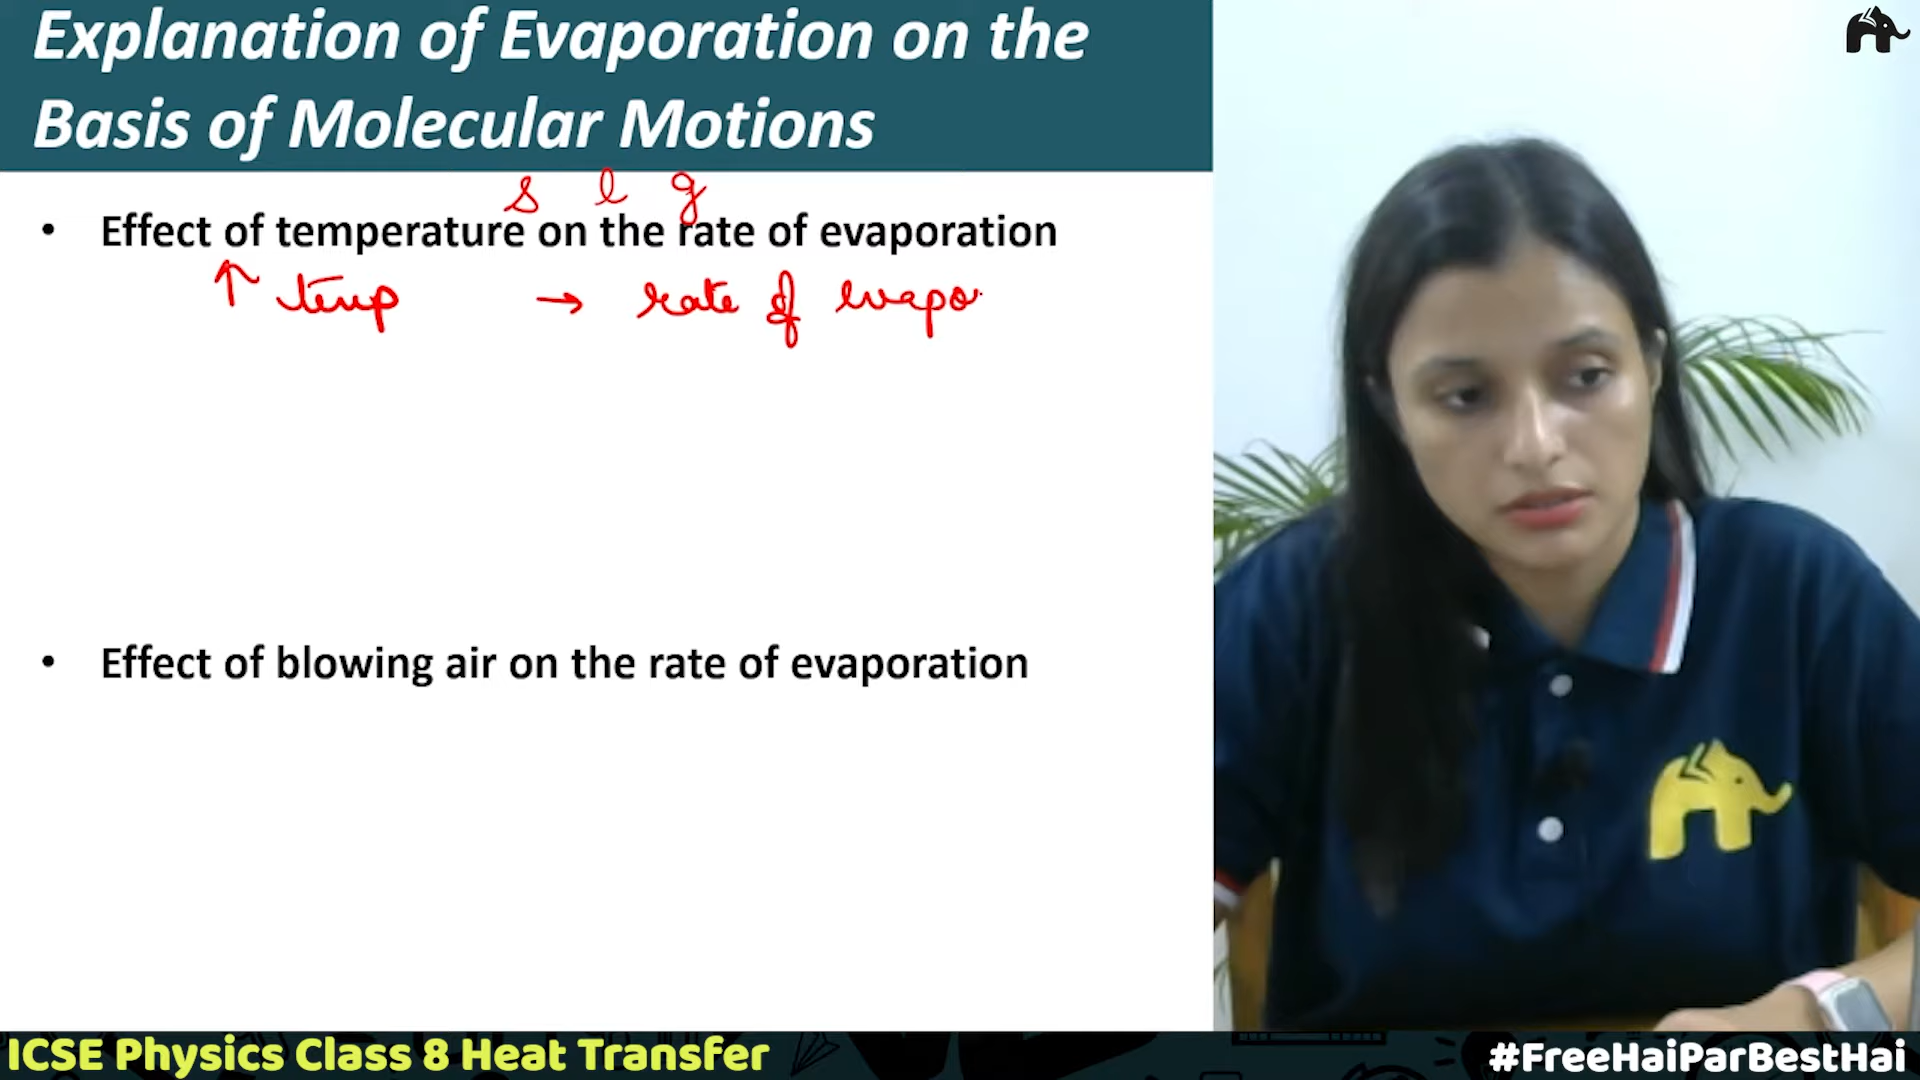 Explanation of Evaporation on the
Basis of Molecular Motions
s l g
• Effect of temperature on the rate of evaporation
↑ temp → rate of evapo
• Effect of blowing air on the rate of evaporation
ICSE Physics Class 8 Heat Transfer
#FreeHaiParBestHai